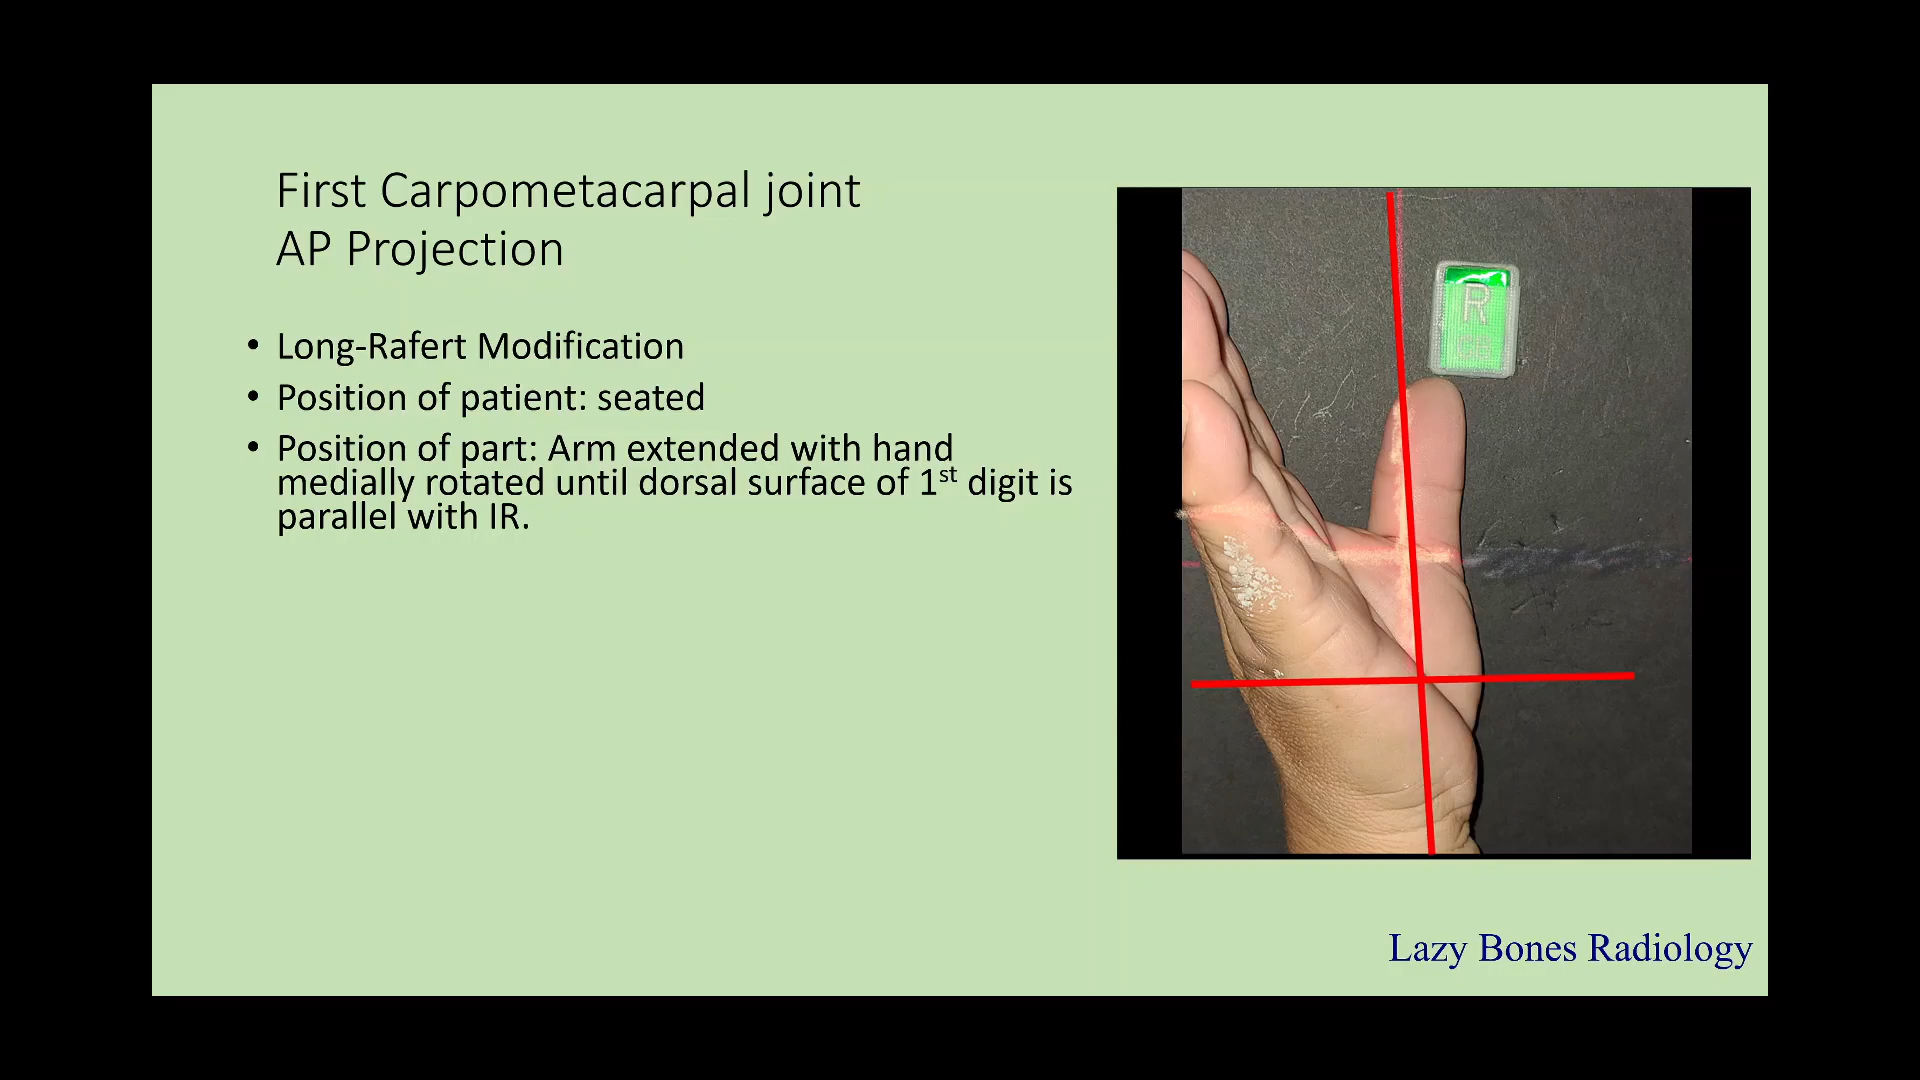 First Carpometacarpal joint
AP Projection
• Long-Rafert Modification
• Position of patient: seated
• Position of part: Arm extended with hand
medially rotated until dorsal surface of 1st digit is
parallel with IR.
R
Lazy Bones Radiology